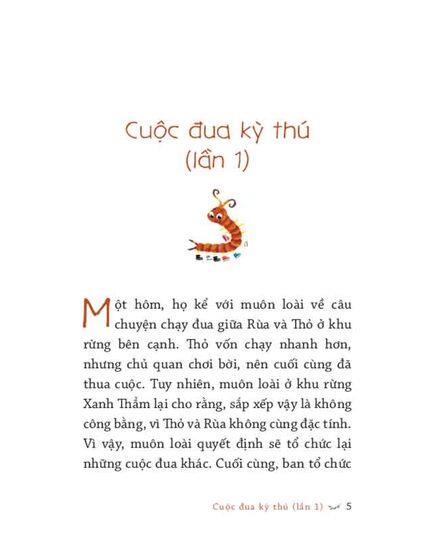 Cuộc đua kỳ thú
(lần 1)
Một hôm, họ kể với muôn loài về câu
chuyện chạy đua giữa Rùa và Thỏ ở khu
rừng bên cạnh. Thỏ vốn chạy nhanh hơn,
nhưng chủ quan chơi bời, nên cuối cùng đã
thua cuộc. Tuy nhiên, muôn loài ở khu rừng
Xanh Thẳm lại cho rằng, sắp xếp vậy là không
công bằng, vì Thỏ và Rùa không cùng đặc tính.
Vì vậy, muôn loài quyết định sẽ tổ chức lại
những cuộc đua khác. Cuối cùng, ban tổ chức
Cuộc đua kỳ thú (lần 1) 5